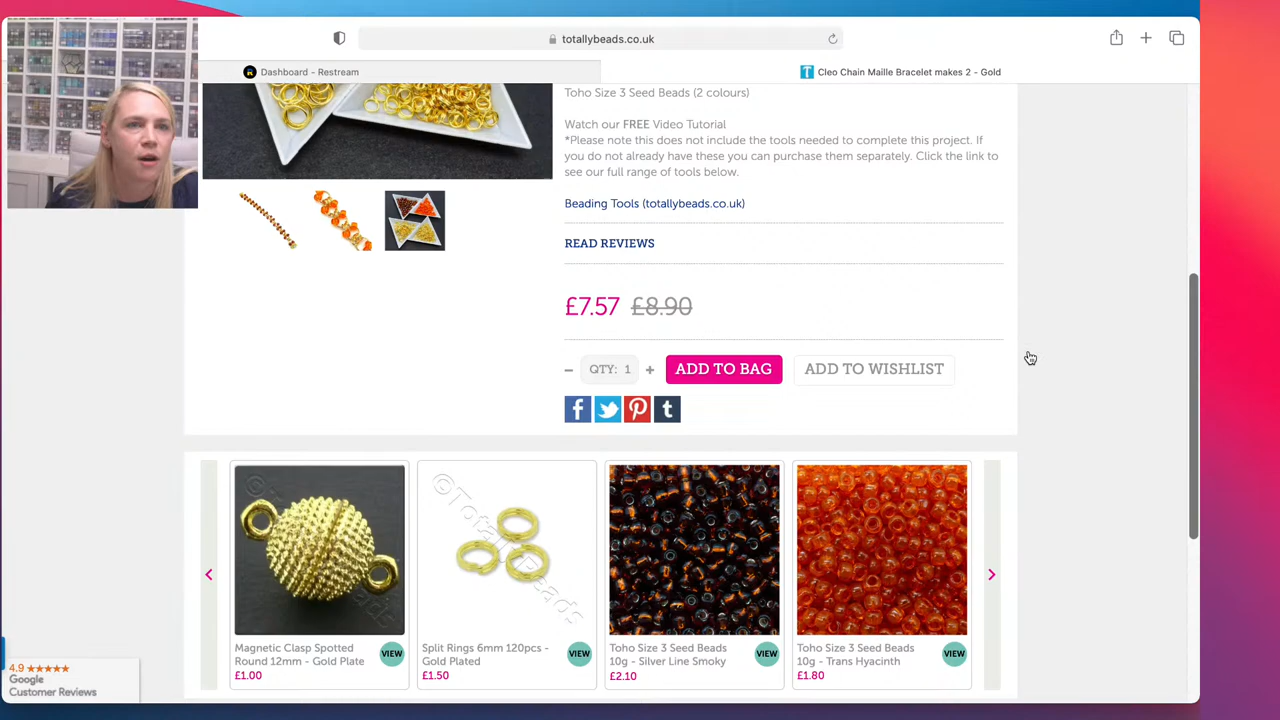 totallybeads.co.uk
Dashboard - Restream
Cleo Chain Maille Bracelet makes 2 - Gold
Toho Size 3 Seed Beads (2 colours)
Watch our FREE Video Tutorial
*Please note this does not include the tools needed to complete this project. If
you do not already have these you can purchase them separately. Click the link to
see our full range of tools below.
Beading Tools (totallybeads.co.uk)
READ REVIEWS
£7.57 £8.90
QTY: 1
ADD TO BAG
ADD TO WISHLIST
Magnetic Clasp Spotted
Round 12mm - Gold Plate
£1.00
VIEW
Split Rings 6mm 120pcs -
Gold Plated
£1.50
VIEW
Toho Size 3 Seed Beads
10g - Silver Line Smoky
£2.10
VIEW
Toho Size 3 Seed Beads
10g - Trans Hyacinth
£1.80
VIEW
4.9
Google
Customer Reviews